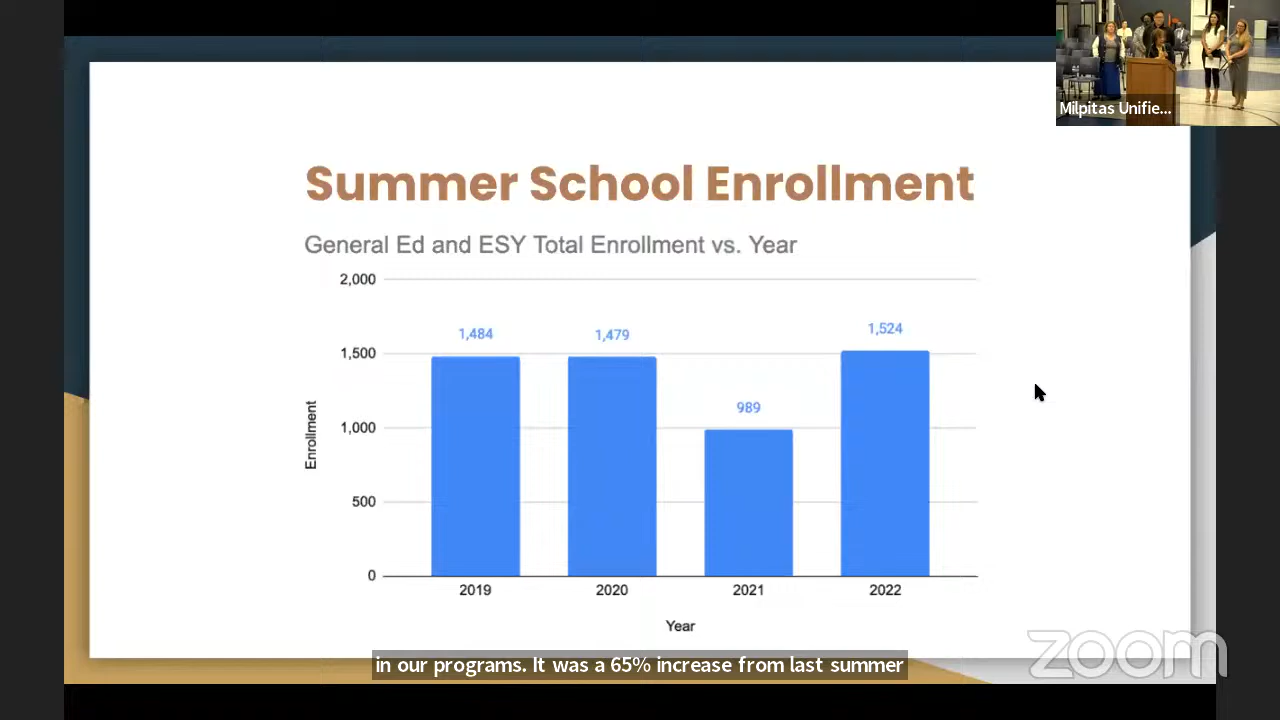 Milpitas Unifie...
Summer School Enrollment
General Ed and ESY Total Enrollment vs. Year
2,000
1,500
1,000
500
0
Enrollment
1,484
1,479
989
1,524
2019
2020
2021
2022
Year
in our programs. It was a 65% increase from last summer
zoom